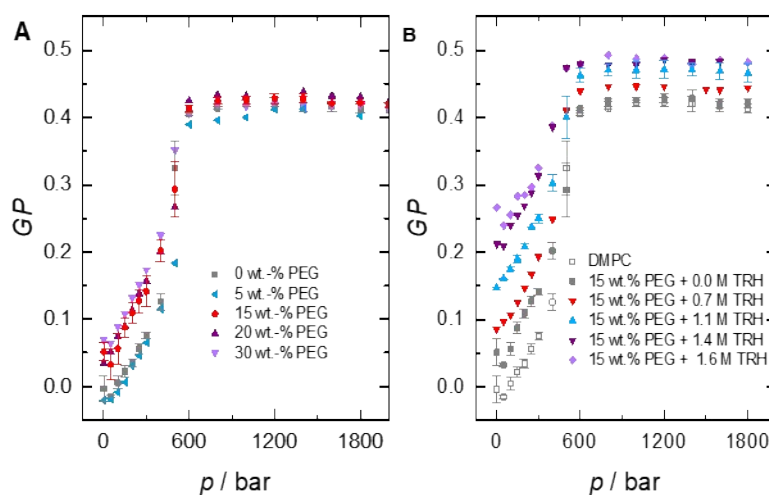 A
B
GP
0.5
0.4
0.3
0.2
0.1
0.0
0 wt.-% PEG
5 wt.-% PEG
15 wt.-% PEG
20 wt.-% PEG
30 wt.-% PEG
0 600 1200 1800
p / bar
GP
0.5
0.4
0.3
0.2
0.1
0.0
DMPC
15 wt.% PEG + 0.0 M TRH
15 wt.% PEG + 0.7 M TRH
15 wt.% PEG + 1.1 M TRH
15 wt.% PEG + 1.4 M TRH
15 wt.% PEG + 1.6 M TRH
0 600 1200 1800
p / bar